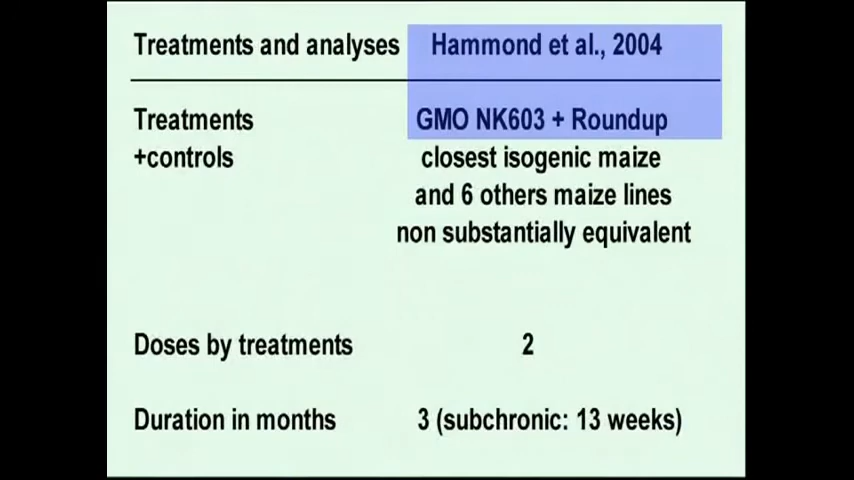 Treatments and analyses Hammond et al., 2004
Treatments GMO NK603 + Roundup
+controls closest isogenic maize
and 6 others maize lines
non substantially equivalent
Doses by treatments 2
Duration in months 3 (subchronic: 13 weeks)